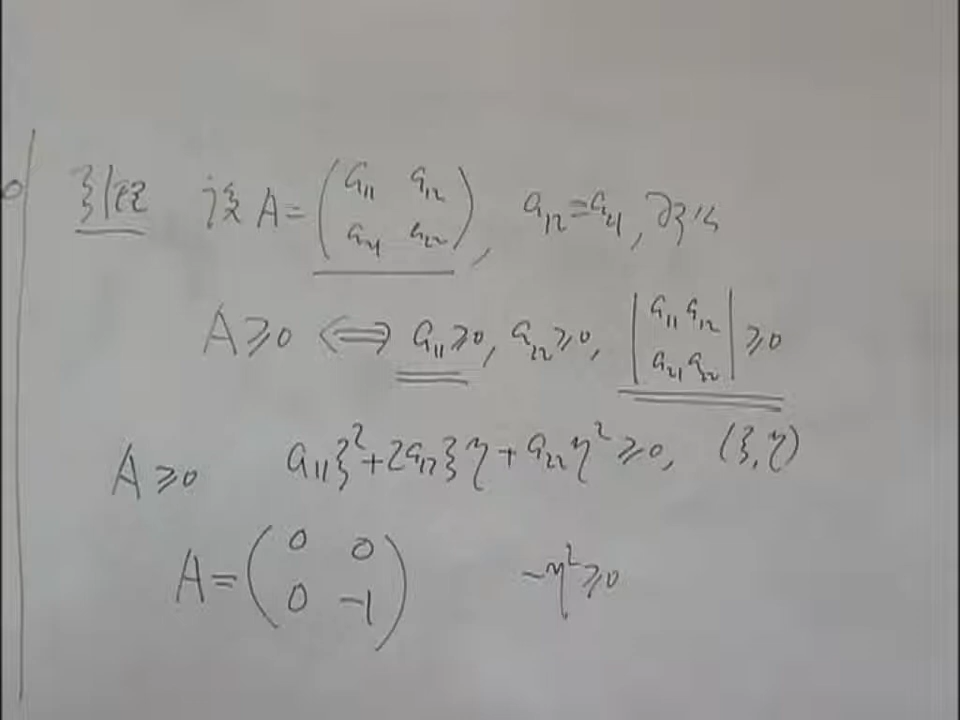 引理 设 A = ( a₁₁ a₁₂ ; a₂₁ a₂₂ ), a₁₂=a₂₁, 则
A ≥ 0 ⟺ a₁₁ ≥ 0, a₂₂ ≥ 0, | a₁₁ a₁₂ ; a₂₁ a₂₂ | ≥ 0
A ≥ 0 a₁₁ξ²+2a₁₂ξη+a₂₂η² ≥ 0, (ξ,η)
A = ( 0 0 ; 0 -1 ) -η² ≥ 0